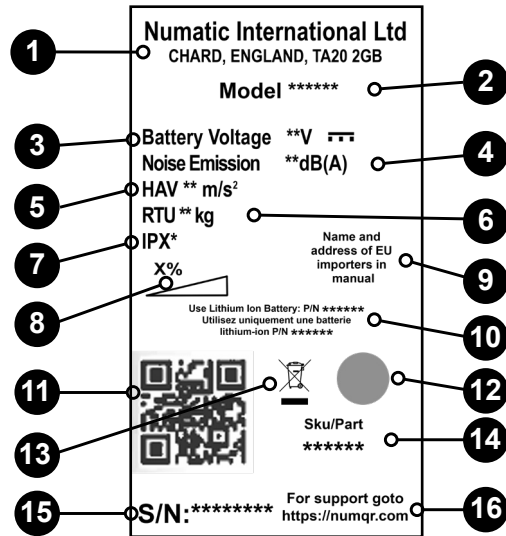 Numatic International Ltd
1
CHARD, ENGLAND, TA20 2GB
Model ******
2
3
Battery Voltage **V
Noise Emission **dB(A)
4
5
HAV ** m/s²
RTU ** kg
6
7
IPX*
Name and
address of EU
importers in
manual
9
X%
8
Use Lithium Ion Battery: P/N ******
Utilisez uniquement une batterie
lithium-ion P/N ******
10
11
12
13
Sku/Part
******
14
15
S/N:********
For support goto
https://numqr.com
16